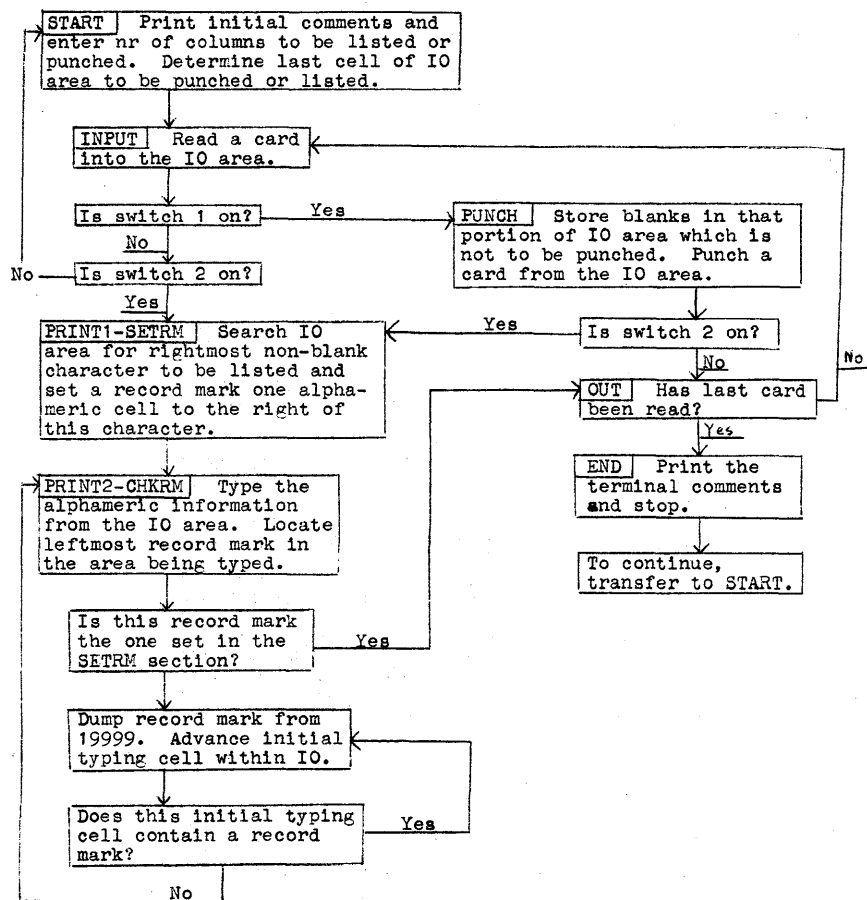 START Print initial comments and
enter nr of columns to be listed or
punched. Determine last cell of IO
area to be punched or listed.
INPUT Read a card
into the IO area.
Is switch 1 on?
Yes
No
Is switch 2 on?
No
Yes
PUNCH Store blanks in that
portion of IO area which is
not to be punched. Punch a
card from the IO area.
Is switch 2 on?
Yes
No
PRINT1-SETRM Search IO
area for rightmost non-blank
character to be listed and
set a record mark one alpha-
meric cell to the right of
this character.
OUT Has last card
been read?
No
Yes
END Print the
terminal comments
and stop.
To continue,
transfer to START.
PRINT2-CHKRM Type the
alphameric information
from the IO area. Locate
leftmost record mark in
the area being typed.
Is this record mark
the one set in the
SETRM section?
Yes
Dump record mark from
19999. Advance initial
typing cell within IO.
Does this initial typing
cell contain a record
mark?
Yes
No